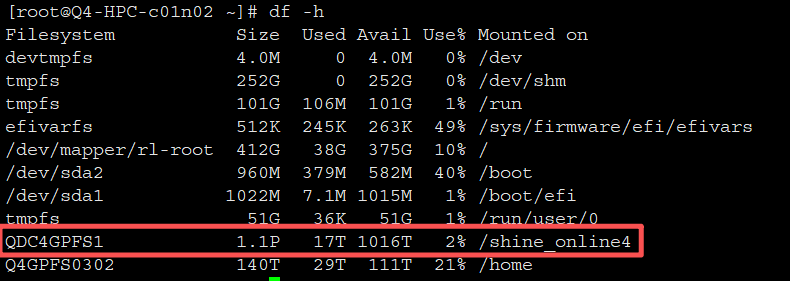 [root@Q4-HPC-c01n02 ~]# df -h
Filesystem Size Used Avail Use% Mounted on
devtmpfs 4.0M 0 4.0M 0% /dev
tmpfs 252G 0 252G 0% /dev/shm
tmpfs 101G 106M 101G 1% /run
efivarfs 512K 245K 263K 49% /sys/firmware/efi/efivars
/dev/mapper/rl-root 412G 38G 375G 10% /
/dev/sda2 960M 379M 582M 40% /boot
/dev/sda1 1022M 7.1M 1015M 1% /boot/efi
tmpfs 51G 36K 51G 1% /run/user/0
QDC4GPFS1 1.1P 17T 1016T 2% /shine_online4
Q4GPFS0302 140T 29T 111T 21% /home